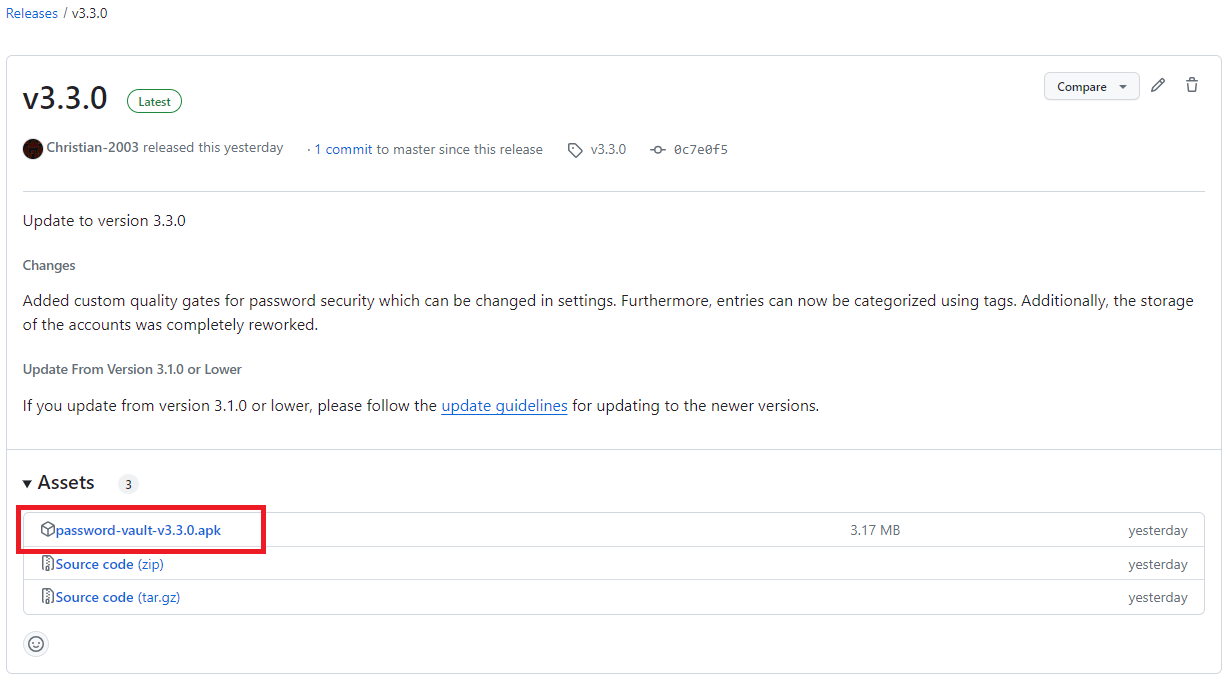 Releases / v3.3.0
v3.3.0 Latest Compare
Christian-2003 released this yesterday · 1 commit to master since this release v3.3.0 0c7e0f5
Update to version 3.3.0
Changes
Added custom quality gates for password security which can be changed in settings. Furthermore, entries can now be categorized using tags. Additionally, the storage
of the accounts was completely reworked.
Update From Version 3.1.0 or Lower
If you update from version 3.1.0 or lower, please follow the update guidelines for updating to the newer versions.
Assets 3
password-vault-v3.3.0.apk 3.17 MB yesterday
Source code (zip) yesterday
Source code (tar.gz) yesterday